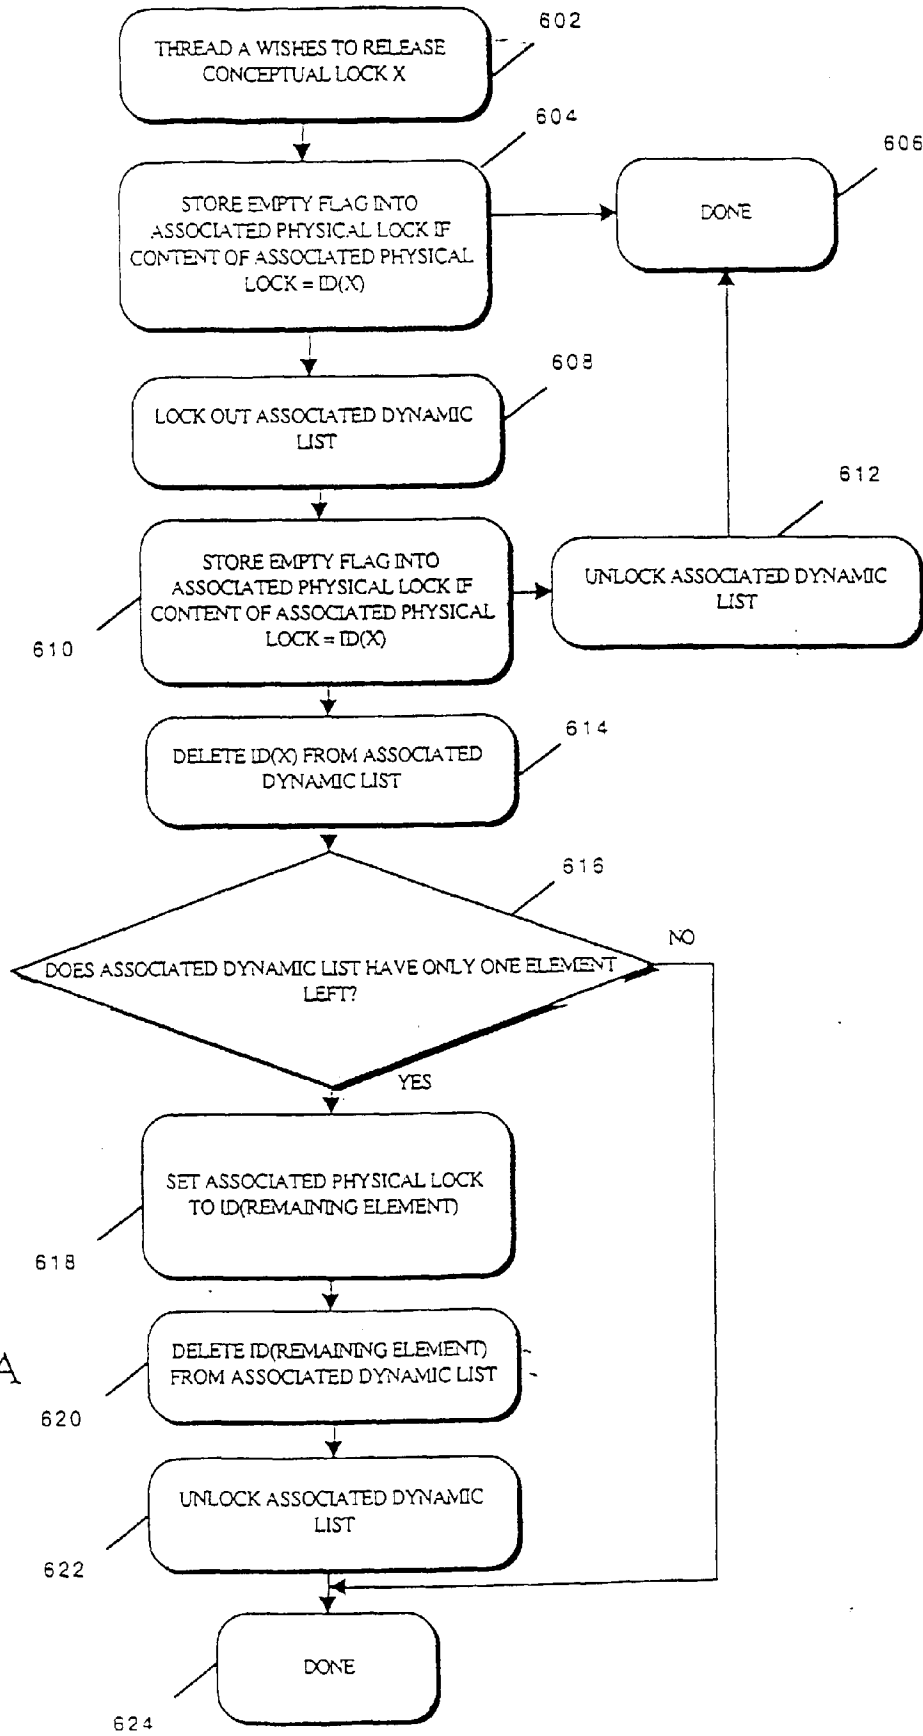 602
THREAD A WISHES TO RELEASE
CONCEPTUAL LOCK X
604
606
STORE EMPTY FLAG INTO
ASSOCIATED PHYSICAL LOCK IF
CONTENT OF ASSOCIATED PHYSICAL
LOCK = ID(X)
DONE
608
LOCK OUT ASSOCIATED DYNAMIC
LIST
612
STORE EMPTY FLAG INTO
ASSOCIATED PHYSICAL LOCK IF
CONTENT OF ASSOCIATED PHYSICAL
LOCK = ID(X)
UNLOCK ASSOCIATED DYNAMIC
LIST
610
614
DELETE ID(X) FROM ASSOCIATED
DYNAMIC LIST
616
NO
DOES ASSOCIATED DYNAMIC LIST HAVE ONLY ONE ELEMENT
LEFT?
YES
SET ASSOCIATED PHYSICAL LOCK
TO ID(REMAINING ELEMENT)
618
DELETE ID(REMAINING ELEMENT)
FROM ASSOCIATED DYNAMIC LIST
A
620
UNLOCK ASSOCIATED DYNAMIC
LIST
622
DONE
624